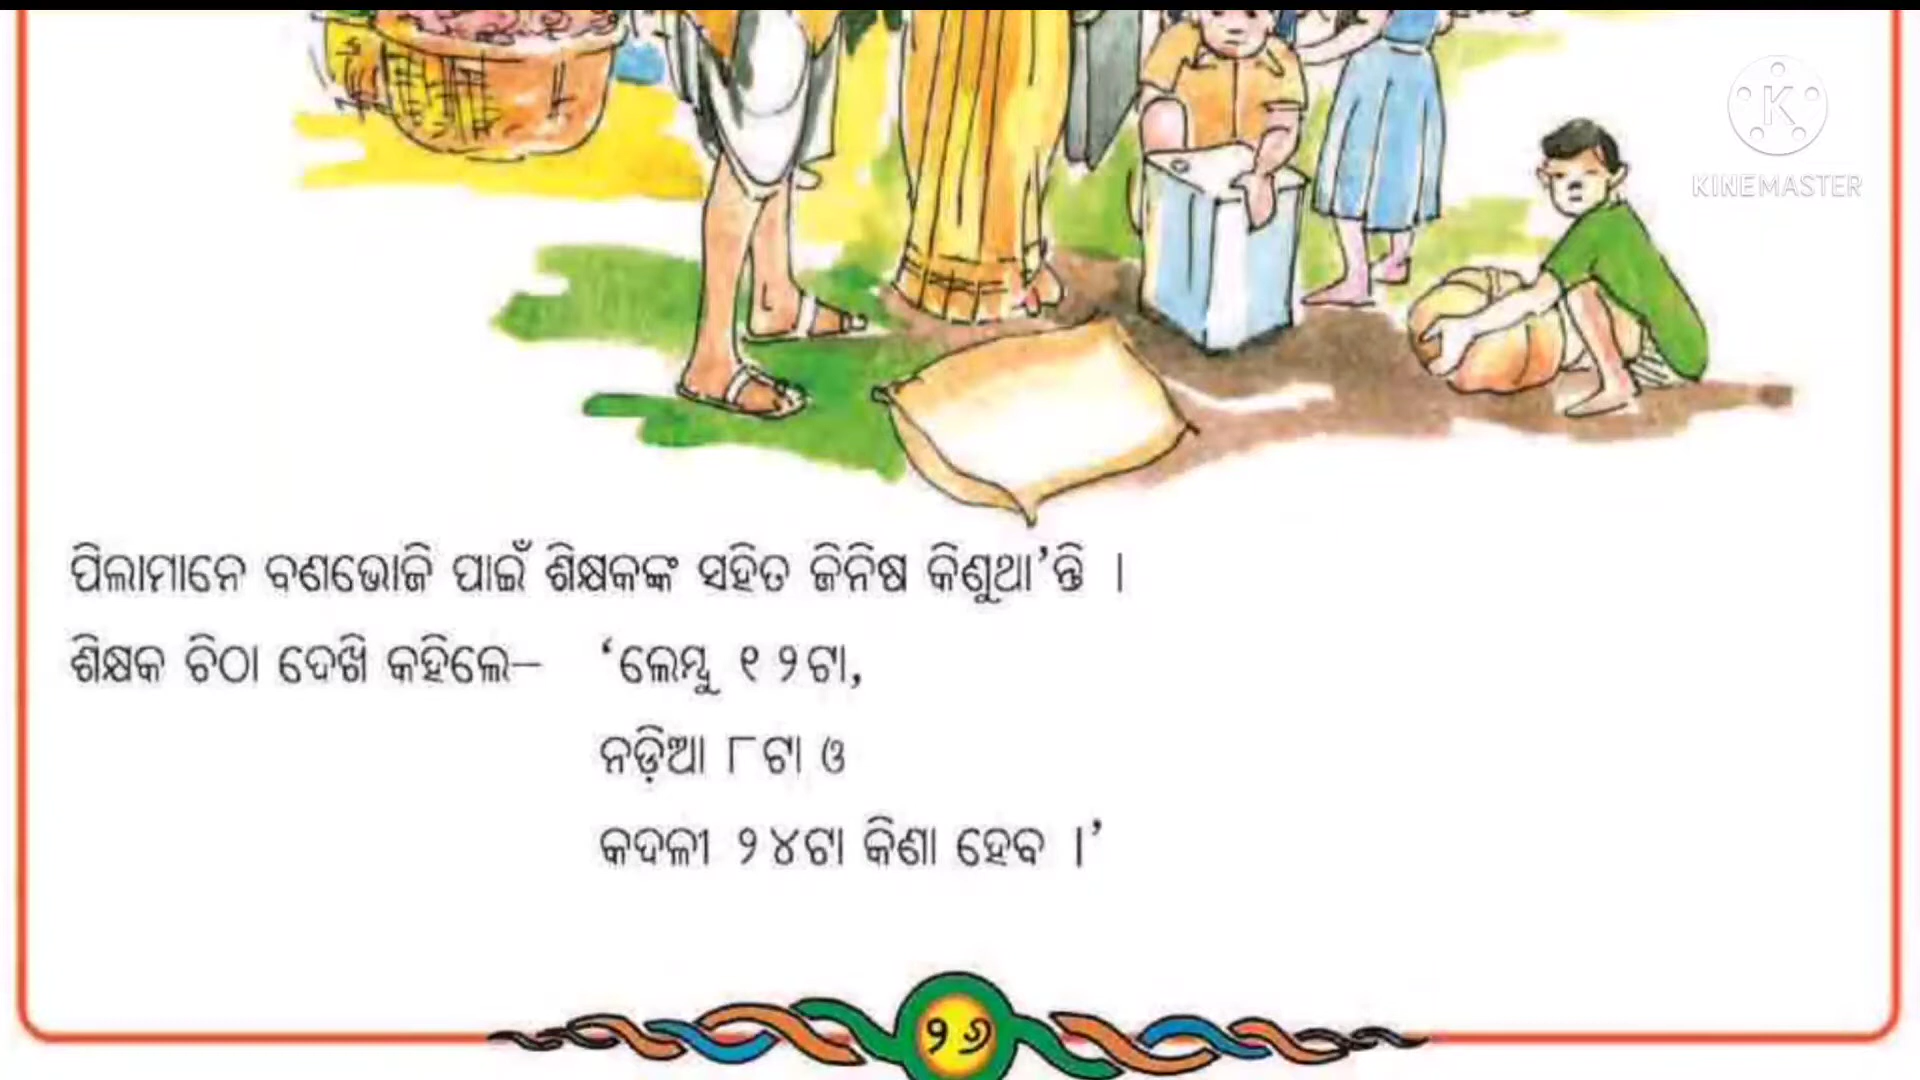 KINEMASTER
ପିଲାମାନେ ବଣଭୋଜି ପାଇଁ ଶିକ୍ଷକଙ୍କ ସହିତ ଜିନିଷ କିଣୁଥା’ନ୍ତି ।
ଶିକ୍ଷକ ଚିଠା ଦେଖି କହିଲେ– ‘ଲେମ୍ବୁ ୧୨ଟା,
ନଡ଼ିଆ ୮ଟା ଓ
କଦଳୀ ୨୪ଟା କିଣା ହେବ ।’
୨୬